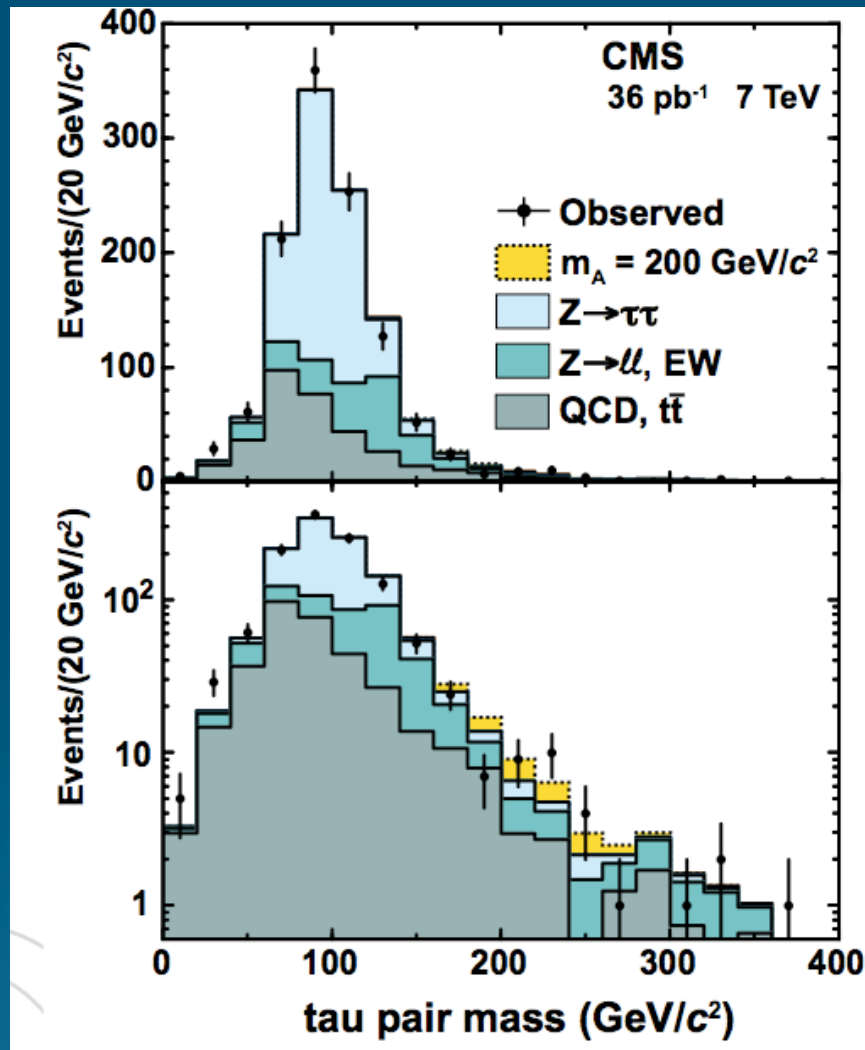 400
300
200
100
0
Events/(20 GeV/c²)
CMS
36 pb⁻¹ 7 TeV
Observed
m_A = 200 GeV/c²
Z→ττ
Z→ℓℓ, EW
QCD, tt̄
10²
10
1
Events/(20 GeV/c²)
0 100 200 300 400
tau pair mass (GeV/c²)